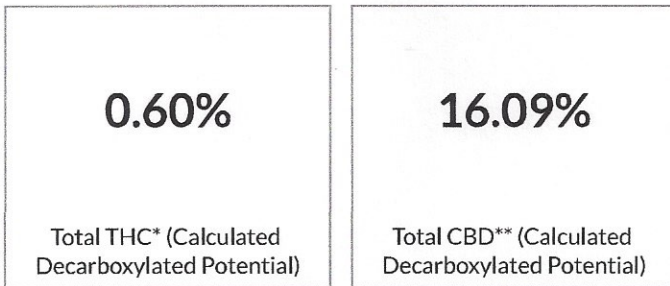 0.60%
Total THC* (Calculated
Decarboxylated Potential)
16.09%
Total CBD** (Calculated
Decarboxylated Potential)